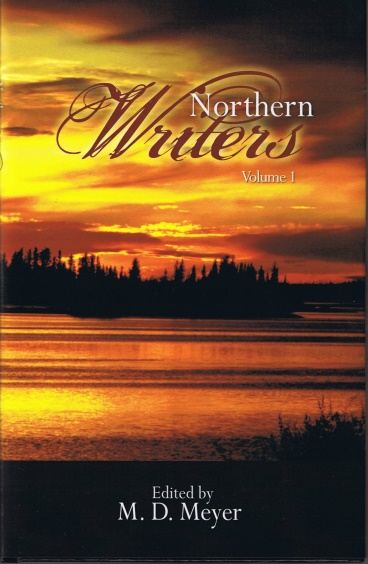 Northern
Writers
Volume 1
Edited by
M. D. Meyer